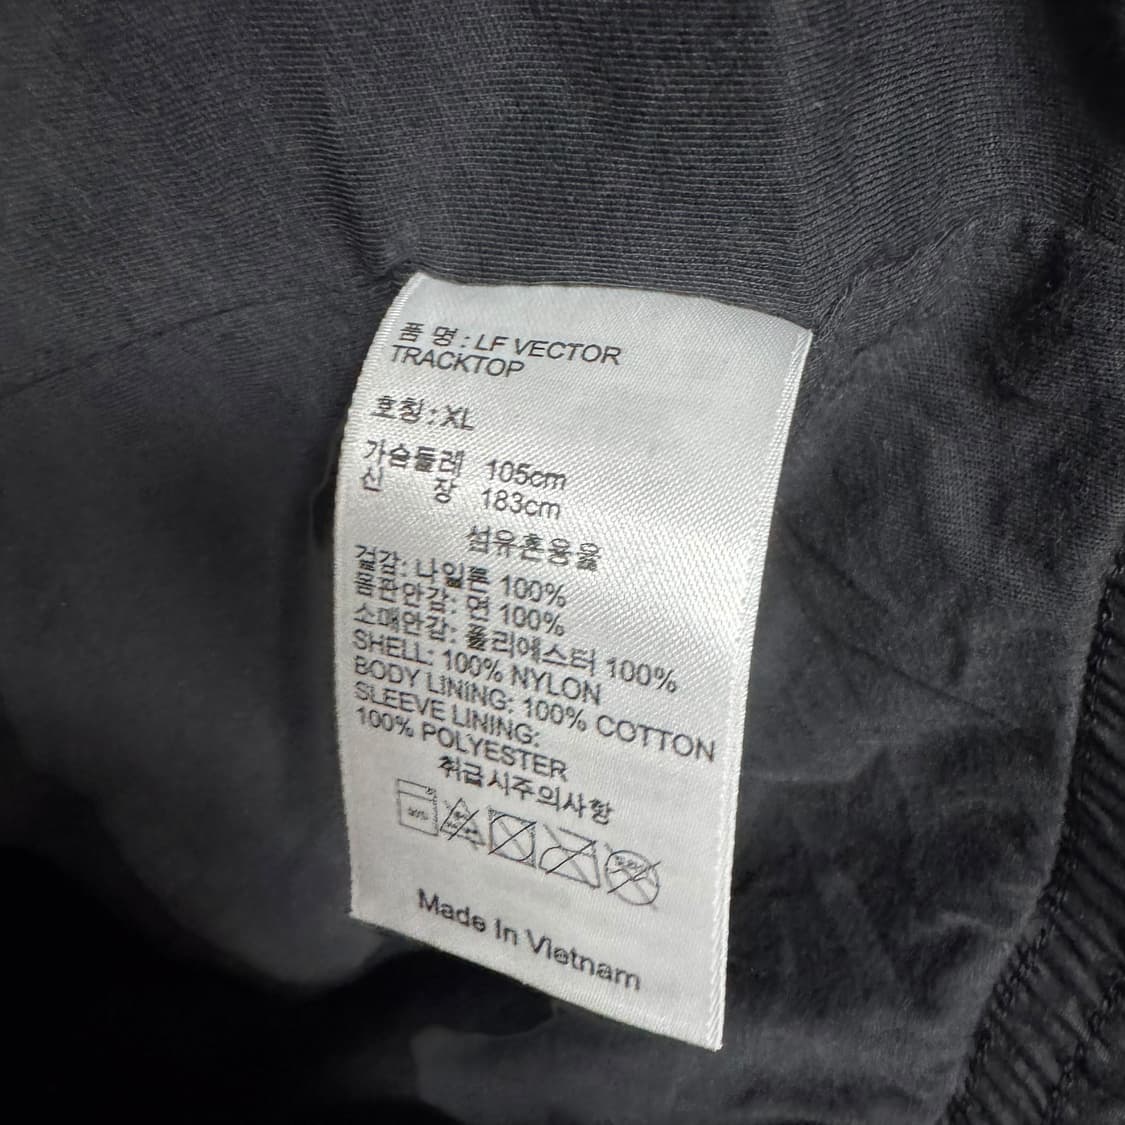 품 명 : LF VECTOR
TRACKTOP
호칭 : XL
가슴둘레 105cm
신 장 183cm
섬유혼용율
겉감: 나일론 100%
몸판안감: 면 100%
소매안감: 폴리에스터 100%
SHELL: 100% NYLON
BODY LINING: 100% COTTON
SLEEVE LINING:
100% POLYESTER
취급시주의사항
Made In Vietnam